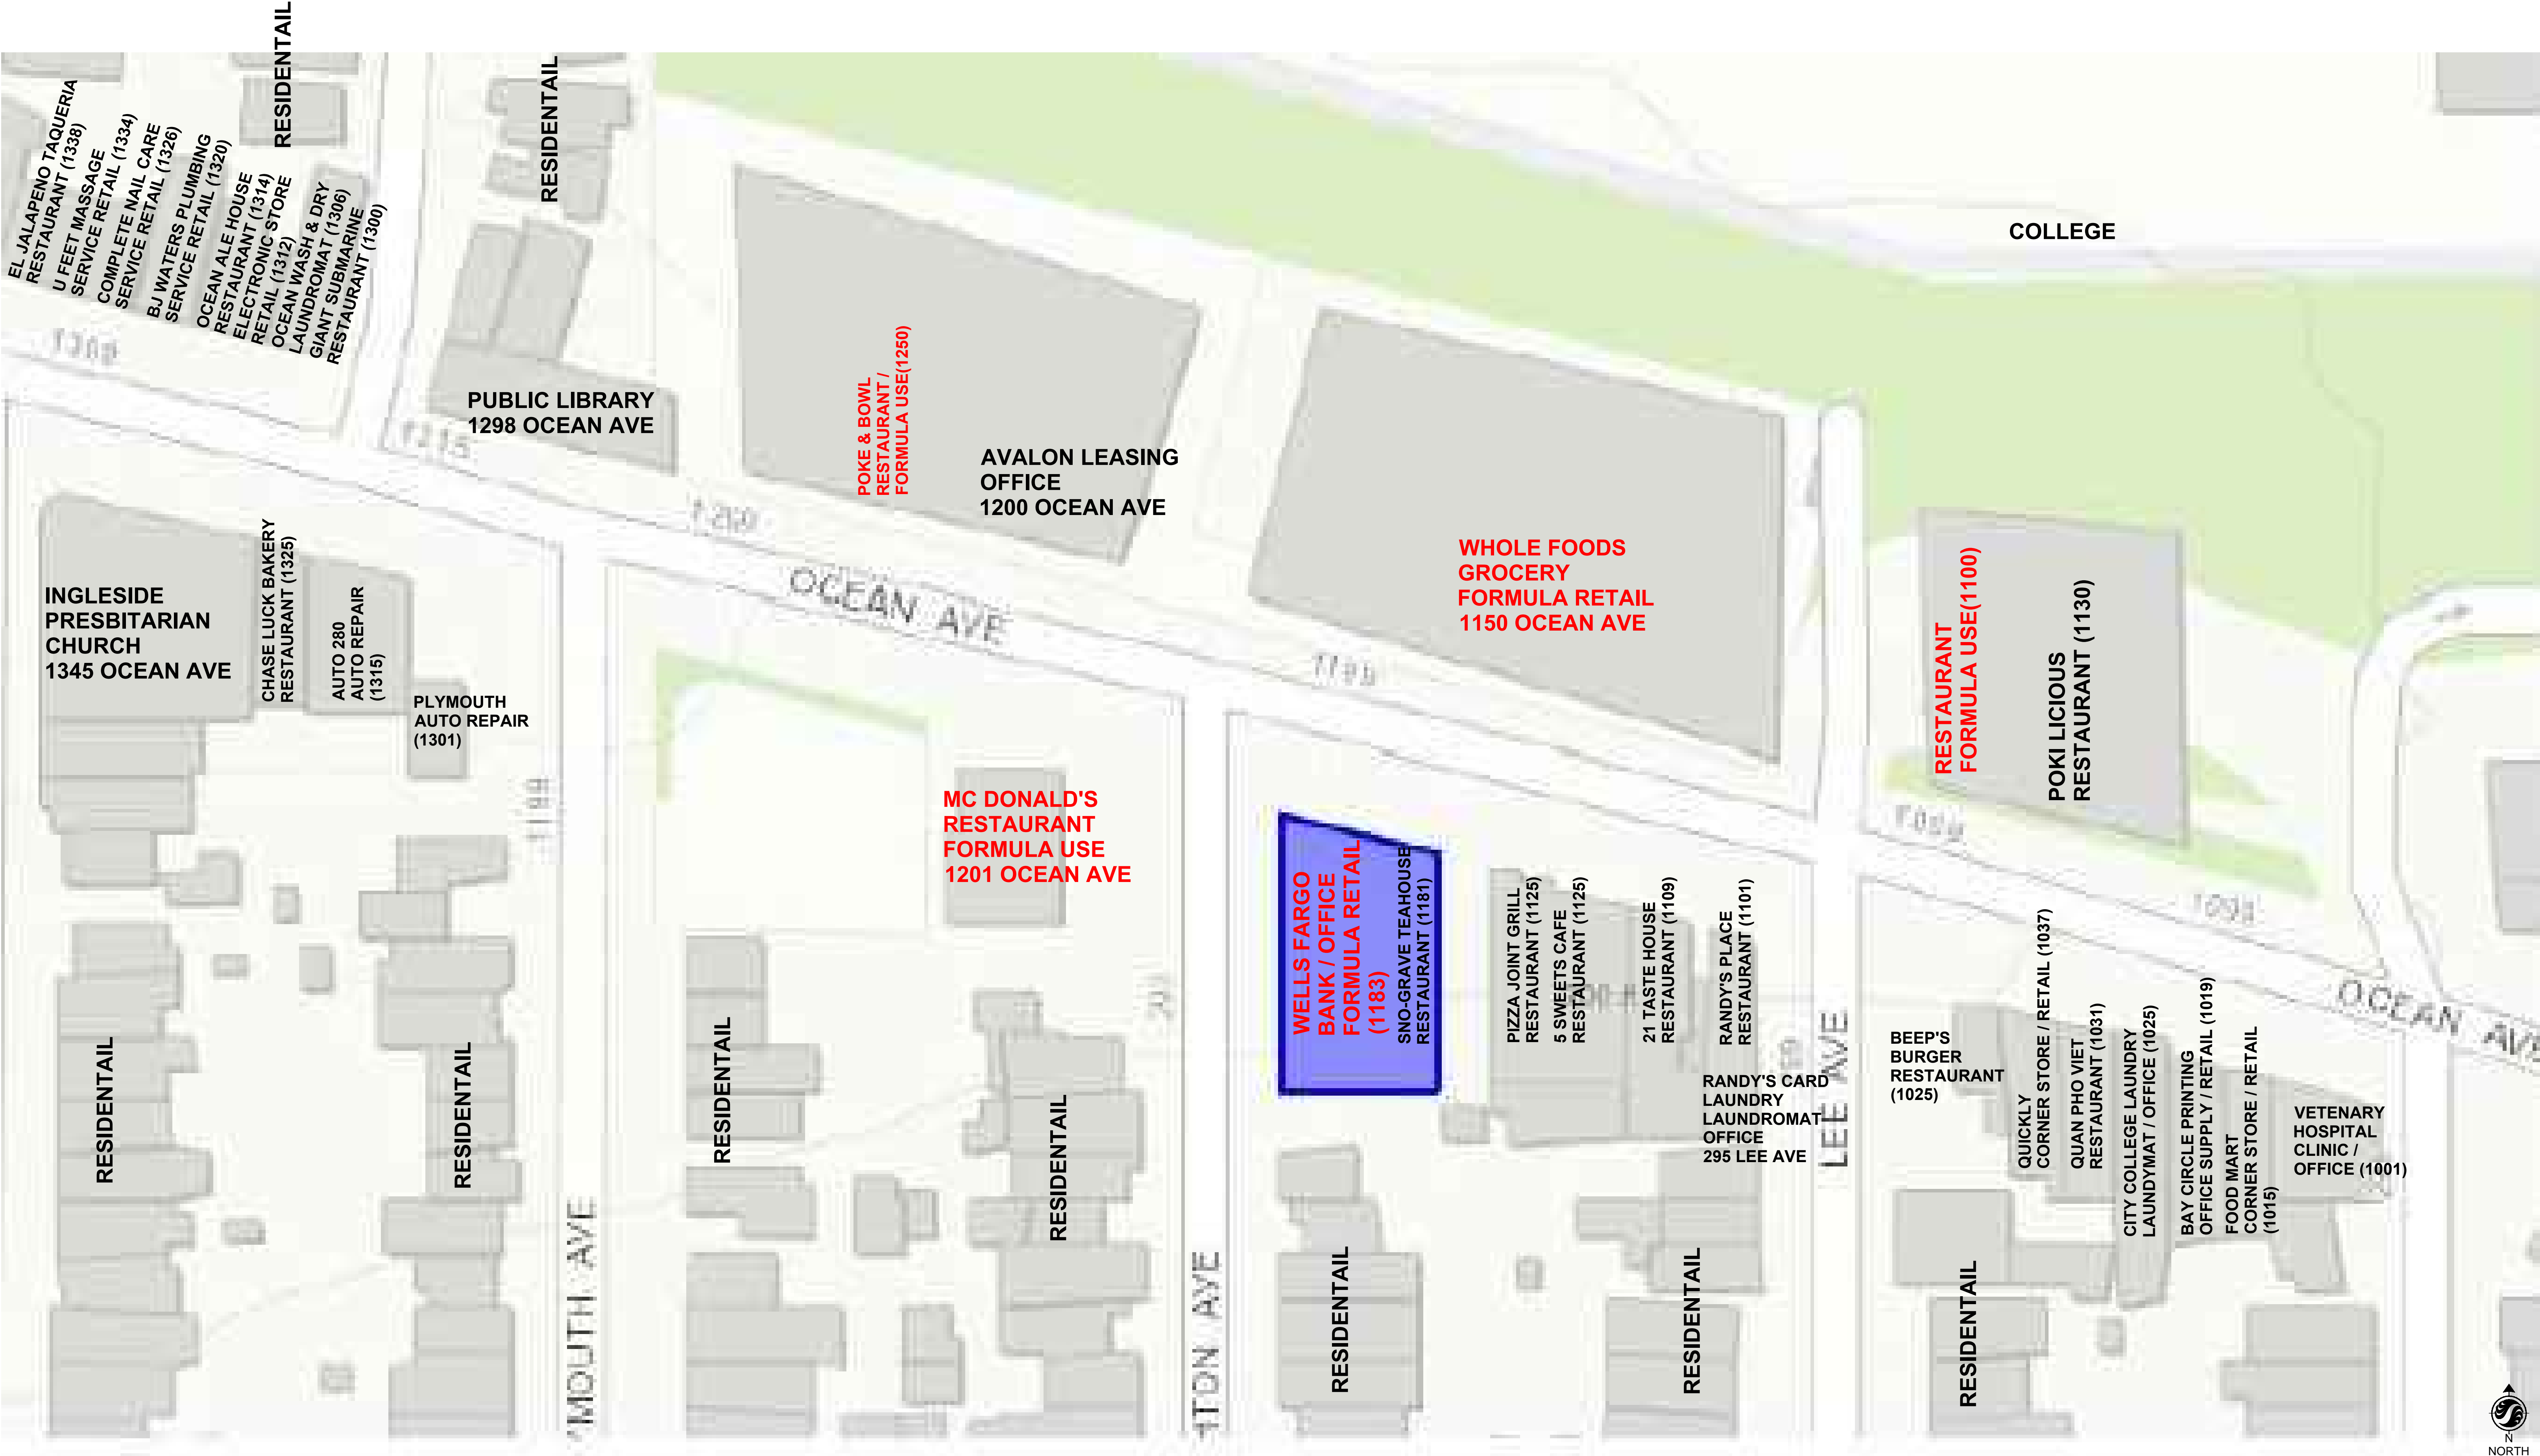 RESIDENTAIL
RESIDENTAIL
EL JALAPENO TAQUERIA
RESTAURANT (1338)
U FEET MASSAGE
SERVICE RETAIL (1334)
COMPLETE NAIL CARE
SERVICE RETAIL (1326)
BJ WATERS PLUMBING
SERVICE RETAIL (1320)
OCEAN ALE HOUSE
RESTAURANT (1314)
ELECTRONIC STORE
RETAIL (1312)
OCEAN WASH & DRY
LAUNDROMAT (1306)
GIANT SUBMARINE
RESTAURANT (1300)
COLLEGE
PUBLIC LIBRARY
1298 OCEAN AVE
POKE & BOWL
RESTAURANT /
FORMULA USE(1250)
AVALON LEASING
OFFICE
1200 OCEAN AVE
WHOLE FOODS
GROCERY
FORMULA RETAIL
1150 OCEAN AVE
RESTAURANT
FORMULA USE(1100)
POKI LICIOUS
RESTAURANT (1130)
INGLESIDE
PRESBITARIAN
CHURCH
1345 OCEAN AVE
CHASE LUCK BAKERY
RESTAURANT (1325)
AUTO 280
AUTO REPAIR
(1315)
PLYMOUTH
AUTO REPAIR
(1301)
OCEAN AVE
1199
1099
1199
MC DONALD'S
RESTAURANT
FORMULA USE
1201 OCEAN AVE
WELLS FARGO
BANK / OFFICE
FORMULA RETAIL
(1183)
SNO-GRAVE TEAHOUSE
RESTAURANT (1181)
PIZZA JOINT GRILL
RESTAURANT (1125)
5 SWEETS CAFE
RESTAURANT (1125)
21 TASTE HOUSE
RESTAURANT (1109)
RANDY'S PLACE
RESTAURANT (1101)
RANDY'S CARD
LAUNDRY
LAUNDROMAT
OFFICE
295 LEE AVE
LEE AVE
BEEP'S
BURGER
RESTAURANT
(1025)
QUICKLY
CORNER STORE / RETAIL (1037)
QUAN PHO VIET
RESTAURANT (1031)
CITY COLLEGE LAUNDRY
LAUNDYMAT / OFFICE (1025)
BAY CIRCLE PRINTING
OFFICE SUPPLY / RETAIL (1019)
FOOD MART
CORNER STORE / RETAIL
(1015)
VETENARY
HOSPITAL
CLINIC /
OFFICE (1001)
OCEAN AVE
RESIDENTAIL
RESIDENTAIL
RESIDENTAIL
RESIDENTAIL
RESIDENTAIL
RESIDENTAIL
RESIDENTAIL
YMOUTH AVE
HTON AVE
N
NORTH